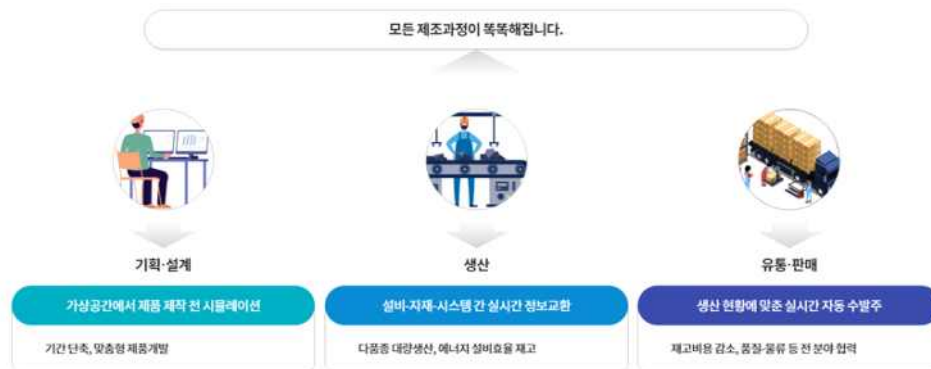 모든 제조과정이 똑똑해집니다.
기획·설계
생산
유통·판매
가상공간에서 제품 제작 전 시뮬레이션
설비-자재-시스템 간 실시간 정보교환
생산 현황에 맞춘 실시간 자동 수발주
기간 단축, 맞춤형 제품개발
다품종 대량생산, 에너지 설비효율 재고
재고비용 감소, 품질·물류 등 전 분야 협력